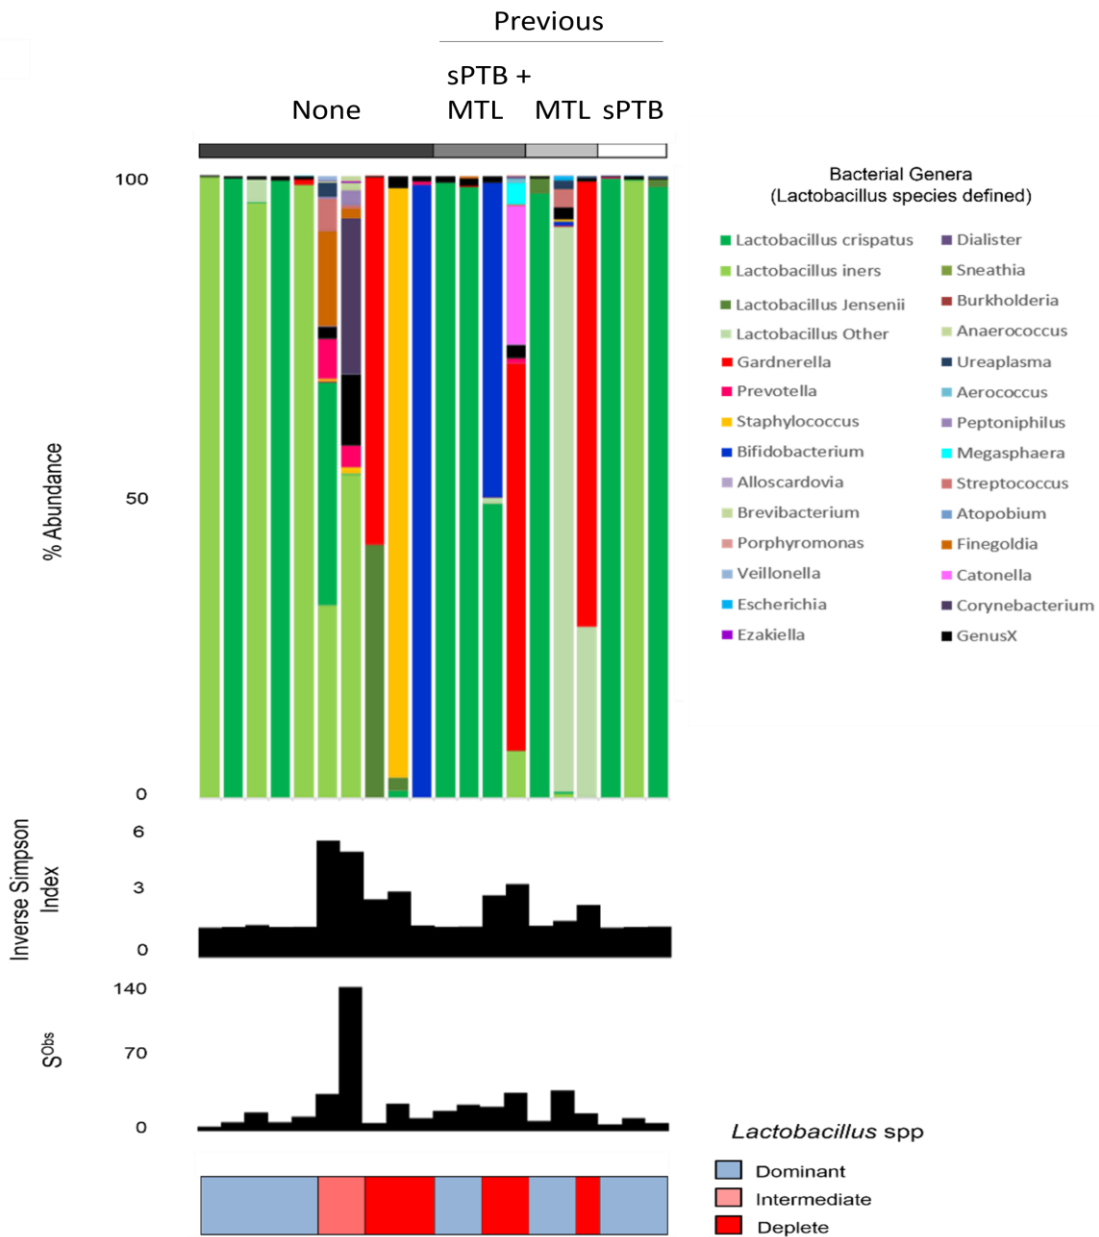 Previous
sPTB +
None MTL MTL sPTB
100
50
0
% Abundance
Bacterial Genera
(Lactobacillus species defined)
Lactobacillus crispatus
Lactobacillus iners
Lactobacillus Jensenii
Lactobacillus Other
Gardnerella
Prevotella
Staphylococcus
Bifidobacterium
Alloscardovia
Brevibacterium
Porphyromonas
Veillonella
Escherichia
Ezakiella
Dialister
Sneathia
Burkholderia
Anaerococcus
Ureaplasma
Aerococcus
Peptoniphilus
Megasphaera
Streptococcus
Atopobium
Finegoldia
Catonella
Corynebacterium
GenusX
Inverse Simpson
Index
6
3
0
SObs
140
70
0
Lactobacillus spp
Dominant
Intermediate
Deplete